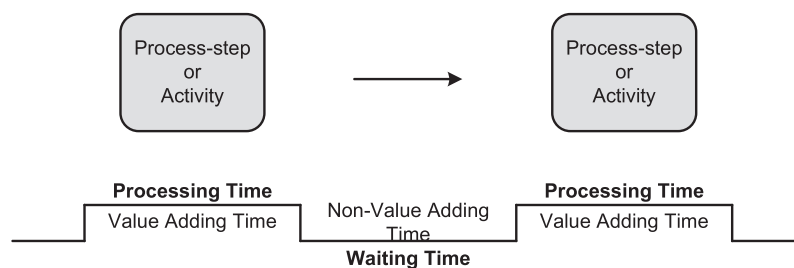 Process-step
or
Activity
Process-step
or
Activity
Processing Time
Value Adding Time
Non-Value Adding
Time
Waiting Time
Processing Time
Value Adding Time